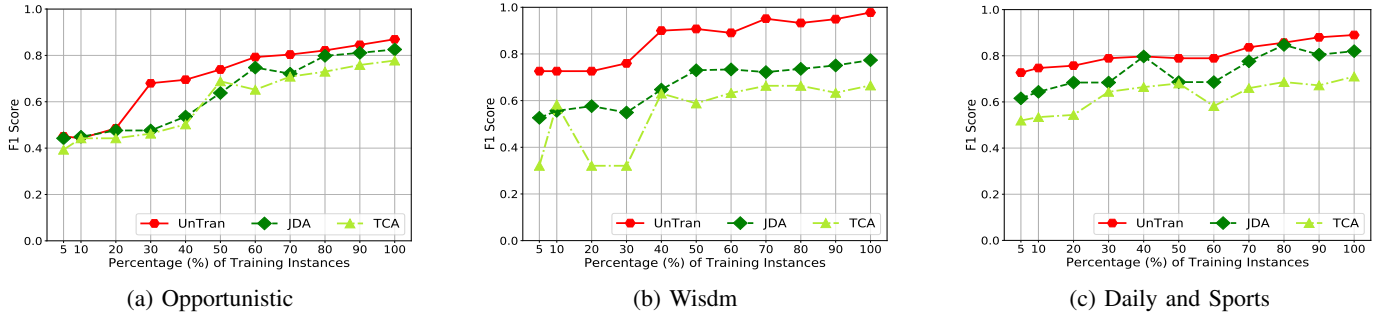 1.0
0.8
0.6
0.4
0.2
0.0
F1 Score
UnTran JDA TCA
5 10 20 30 40 50 60 70 80 90 100
Percentage (%) of Training Instances
(a) Opportunistic
1.0
0.8
0.6
0.4
0.2
0.0
F1 Score
UnTran JDA TCA
5 10 20 30 40 50 60 70 80 90 100
Percentage (%) of Training Instances
(b) Wisdm
1.0
0.8
0.6
0.4
0.2
0.0
F1 Score
UnTran JDA TCA
5 10 20 30 40 50 60 70 80 90 100
Percentage (%) of Training Instances
(c) Daily and Sports